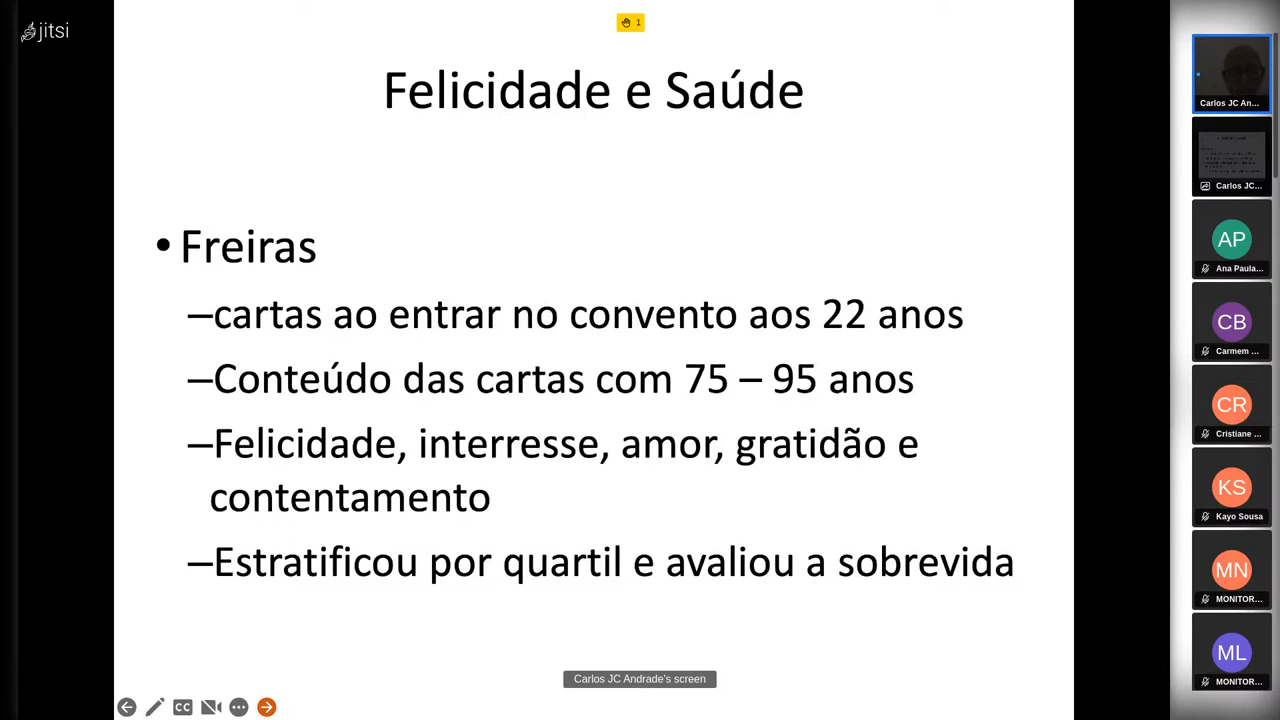 jitsi
1
Felicidade e Saúde
• Freiras
–cartas ao entrar no convento aos 22 anos
–Conteúdo das cartas com 75 – 95 anos
–Felicidade, interresse, amor, gratidão e
contentamento
–Estratificou por quartil e avaliou a sobrevida
Carlos JC Andrade's screen
CC
Carlos JC An...
Carlos JC...
AP
Ana Paula...
CB
Carmem ...
CR
Cristiane ...
KS
Kayo Sousa
MN
MONITOR...
ML
MONITOR...